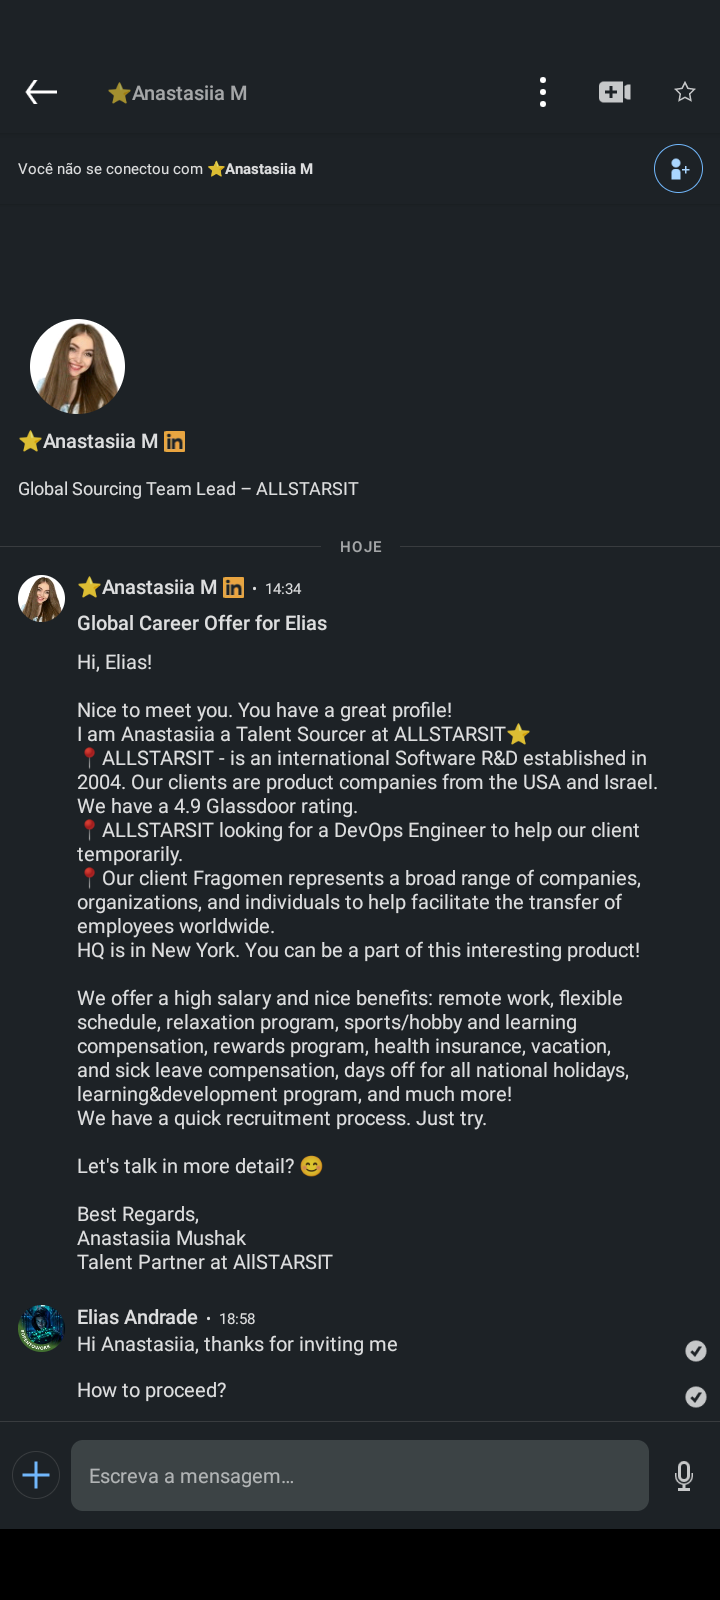 ⭐Anastasiia M
Você não se conectou com ⭐Anastasiia M
⭐Anastasiia M in
Global Sourcing Team Lead – ALLSTARSIT
HOJE
⭐Anastasiia M in • 14:34
Global Career Offer for Elias
Hi, Elias!
Nice to meet you. You have a great profile!
I am Anastasiia a Talent Sourcer at ALLSTARSIT⭐
📍ALLSTARSIT - is an international Software R&D established in
2004. Our clients are product companies from the USA and Israel.
We have a 4.9 Glassdoor rating.
📍ALLSTARSIT looking for a DevOps Engineer to help our client
temporarily.
📍Our client Fragomen represents a broad range of companies,
organizations, and individuals to help facilitate the transfer of
employees worldwide.
HQ is in New York. You can be a part of this interesting product!
We offer a high salary and nice benefits: remote work, flexible
schedule, relaxation program, sports/hobby and learning
compensation, rewards program, health insurance, vacation,
and sick leave compensation, days off for all national holidays,
learning&development program, and much more!
We have a quick recruitment process. Just try.
Let's talk in more detail? 😊
Best Regards,
Anastasiia Mushak
Talent Partner at AllSTARSIT
Elias Andrade • 18:58
Hi Anastasiia, thanks for inviting me
How to proceed?
Escreva a mensagem…